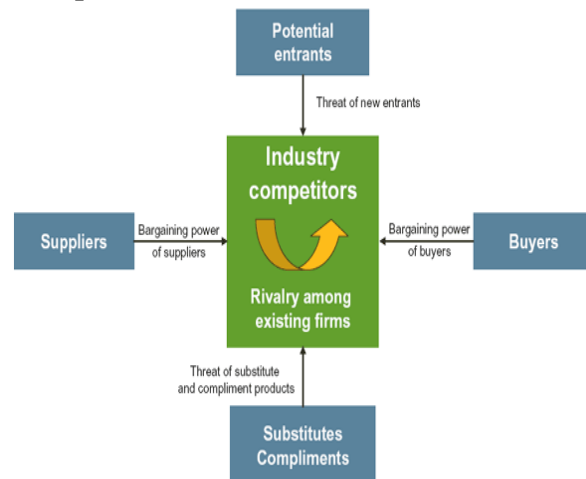 Potential
entrants
Threat of new entrants
Industry
competitors
Suppliers
Bargaining power
of suppliers
Bargaining power
of buyers
Buyers
Rivalry among
existing firms
Threat of substitute
and compliment products
Substitutes
Compliments